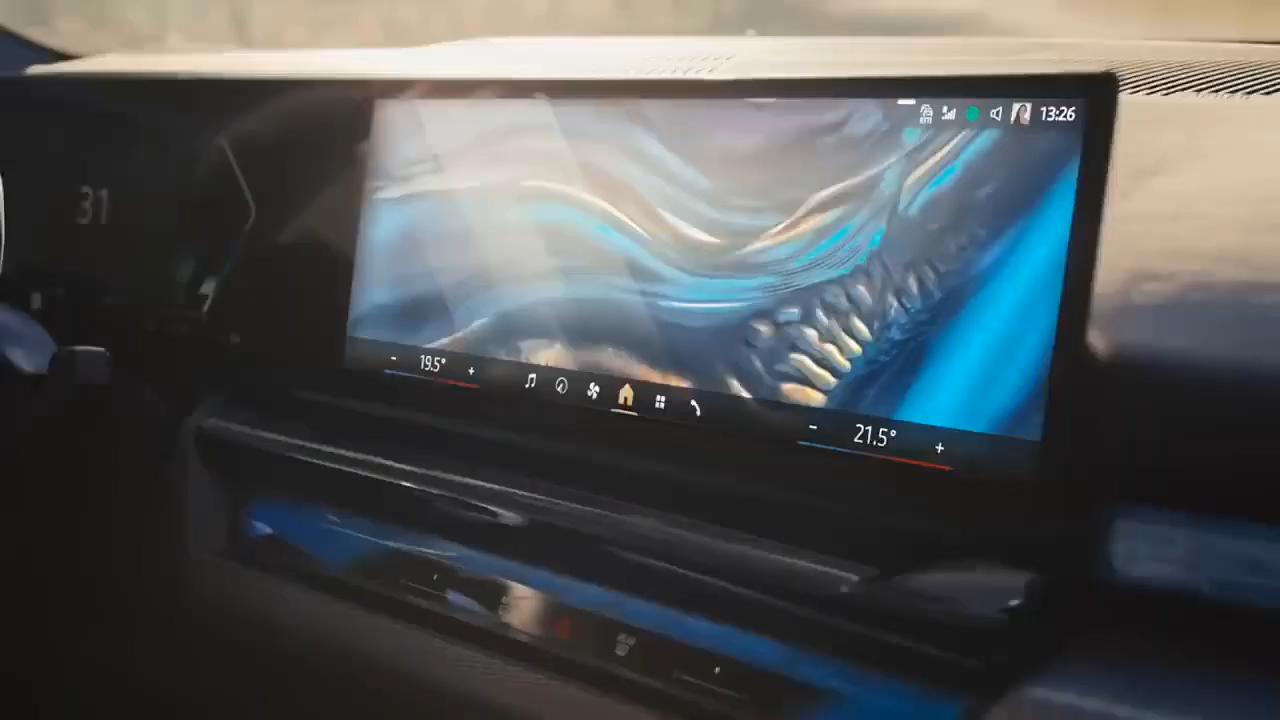 13:26
31
- 19.5° +
- 21.5° +